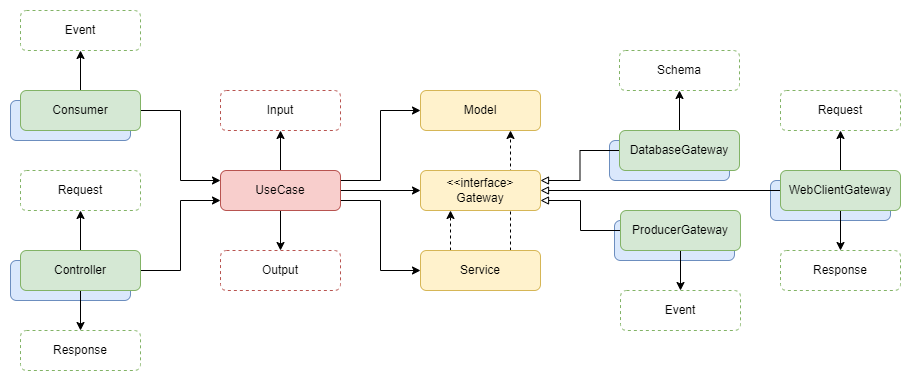 Event
Consumer
Request
Controller
Response
Input
UseCase
Output
Model
<<interface>
Gateway
Service
Schema
DatabaseGateway
ProducerGateway
Event
Request
WebClientGateway
Response